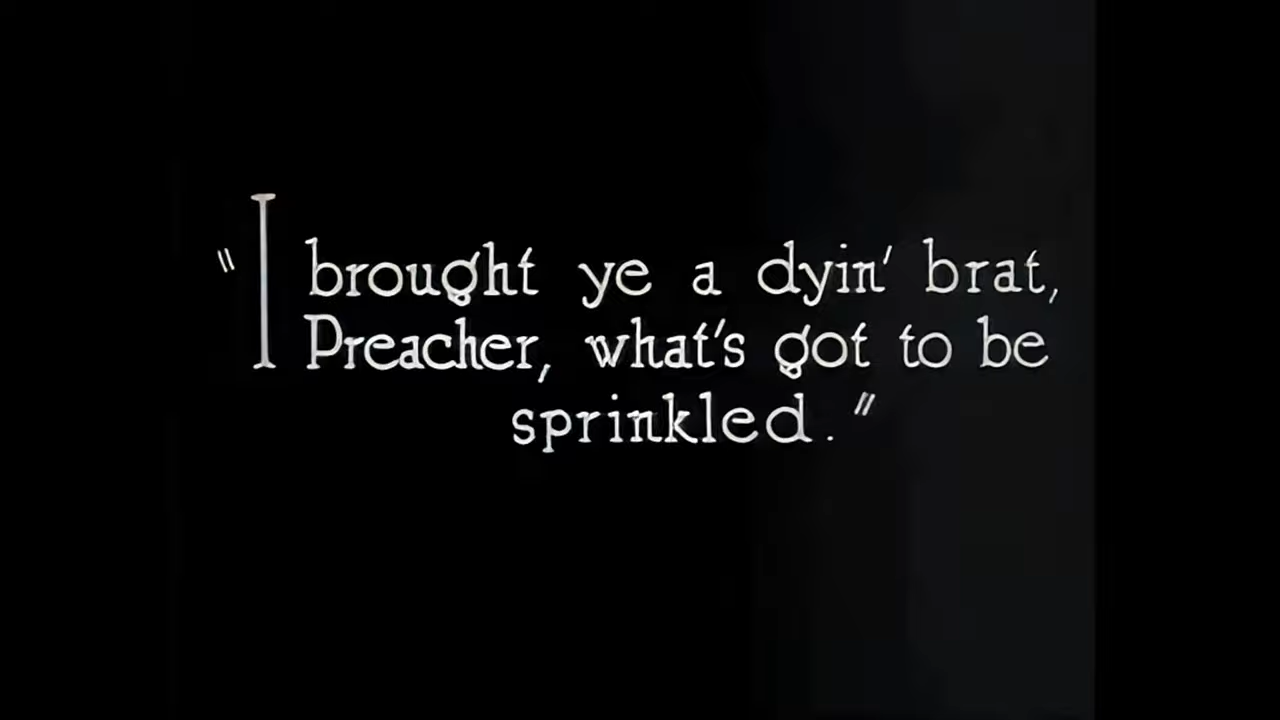 "I brought ye a dyin' brat,
Preacher, what's got to be
sprinkled."